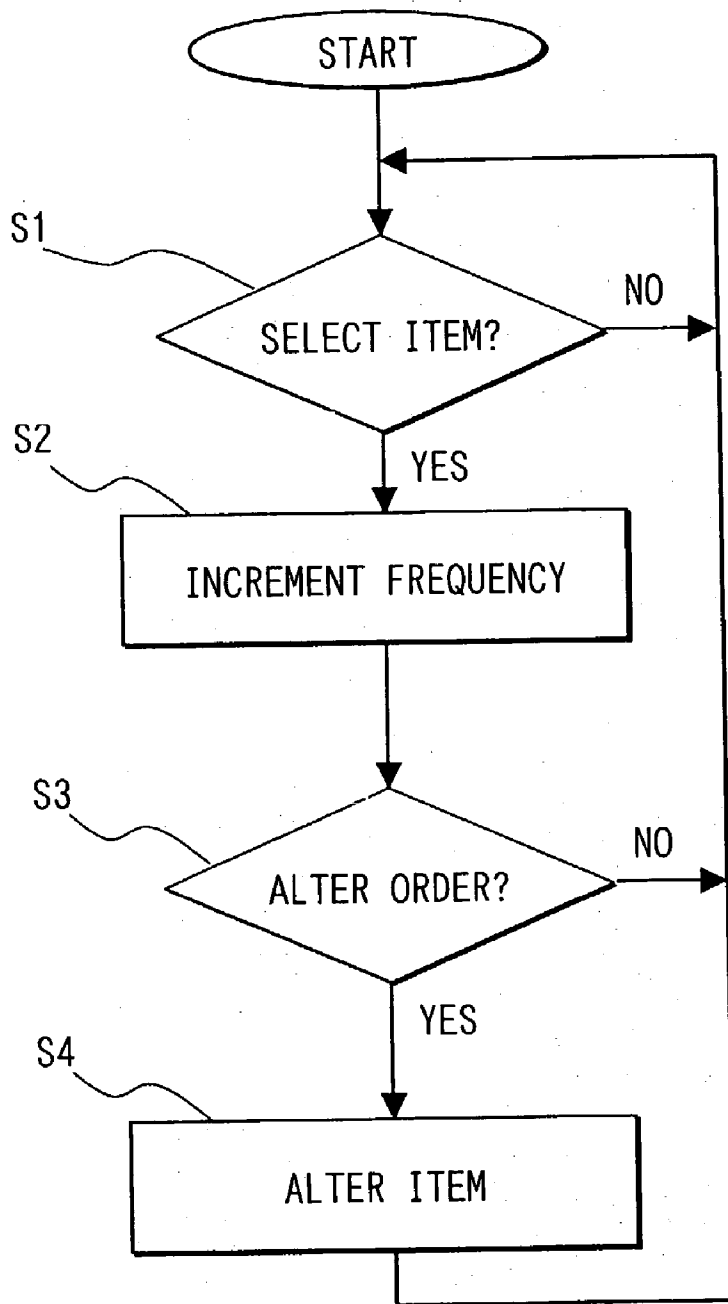 START
S1
NO
SELECT ITEM?
S2
YES
INCREMENT FREQUENCY
S3
NO
ALTER ORDER?
YES
S4
ALTER ITEM